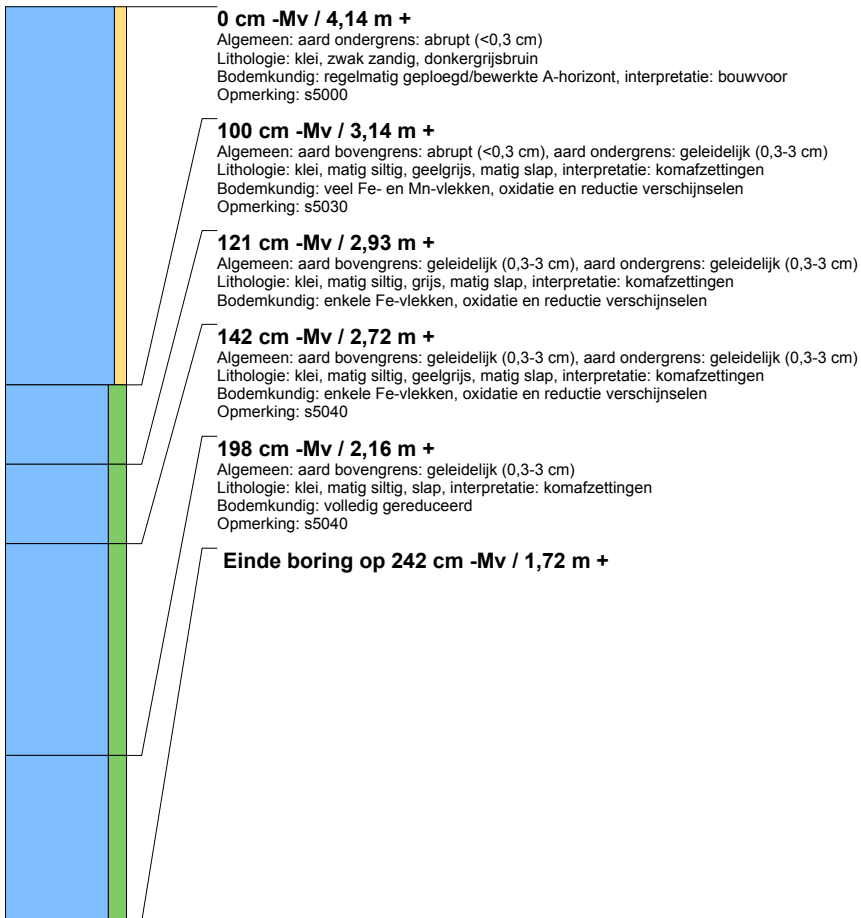 0 cm -Mv / 4,14 m +
Algemeen: aard ondergrens: abrupt (<0,3 cm)
Lithologie: klei, zwak zandig, donkergrijsbruin
Bodemkundig: regelmatig geploegd/bewerkte A-horizont, interpretatie: bouwvoor
Opmerking: s5000
100 cm -Mv / 3,14 m +
Algemeen: aard bovengrens: abrupt (<0,3 cm), aard ondergrens: geleidelijk (0,3-3 cm)
Lithologie: klei, matig siltig, geelgrijs, matig slap, interpretatie: komafzettingen
Bodemkundig: veel Fe- en Mn-vlekken, oxidatie en reductie verschijnselen
Opmerking: s5030
121 cm -Mv / 2,93 m +
Algemeen: aard bovengrens: geleidelijk (0,3-3 cm), aard ondergrens: geleidelijk (0,3-3 cm)
Lithologie: klei, matig siltig, grijs, matig slap, interpretatie: komafzettingen
Bodemkundig: enkele Fe-vlekken, oxidatie en reductie verschijnselen
142 cm -Mv / 2,72 m +
Algemeen: aard bovengrens: geleidelijk (0,3-3 cm), aard ondergrens: geleidelijk (0,3-3 cm)
Lithologie: klei, matig siltig, geelgrijs, matig slap, interpretatie: komafzettingen
Bodemkundig: enkele Fe-vlekken, oxidatie en reductie verschijnselen
Opmerking: s5040
198 cm -Mv / 2,16 m +
Algemeen: aard bovengrens: geleidelijk (0,3-3 cm)
Lithologie: klei, matig siltig, slap, interpretatie: komafzettingen
Bodemkundig: volledig gereduceerd
Opmerking: s5040
Einde boring op 242 cm -Mv / 1,72 m +